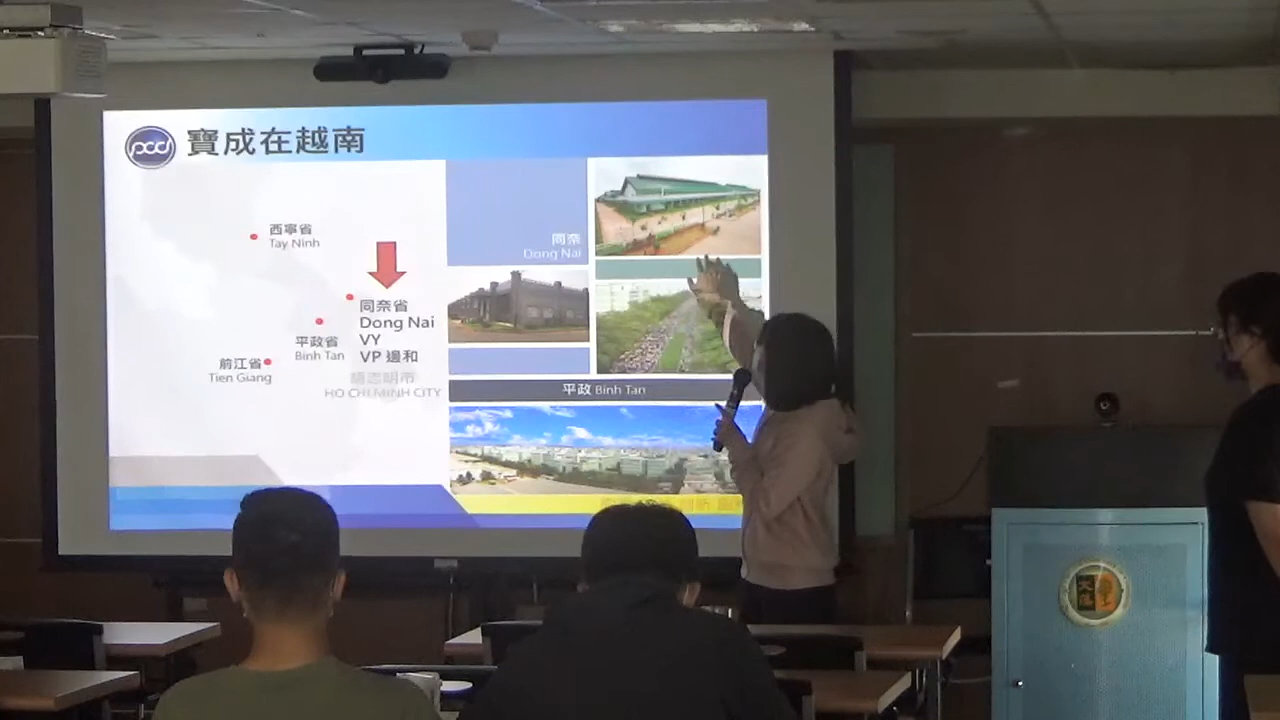 pcd 寶成在越南
西寧省
Tay Ninh
同奈省
Dong Nai
VY
VP 邊和
平政省
Binh Tan
前江省
Tien Giang
胡志明市
HO CHI MINH CITY
同奈
Dong Nai
平政 Binh Tan